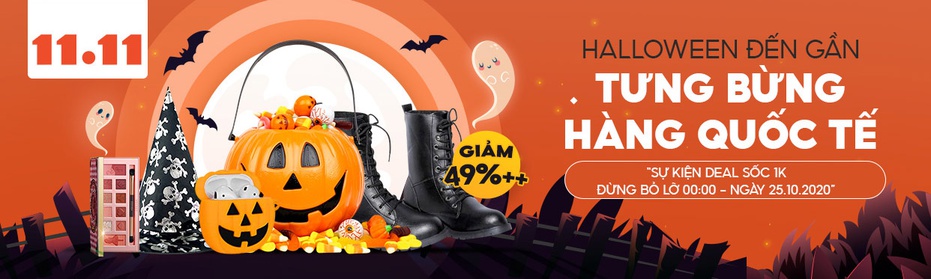 11.11
HALLOWEEN ĐẾN GẦN
TƯNG BỪNG
HÀNG QUỐC TẾ
GIẢM
49%++
"SỰ KIỆN DEAL SỐC 1K
ĐỪNG BỎ LỠ 00:00 - NGÀY 25.10.2020"